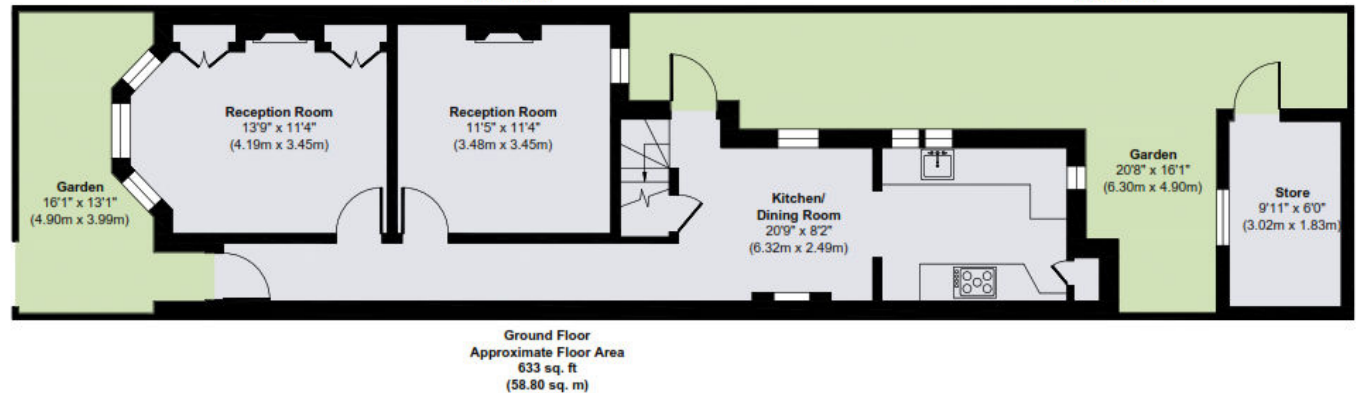 Reception Room
13'9" x 11'4"
(4.19m x 3.45m)
Reception Room
11'5" x 11'4"
(3.48m x 3.45m)
Garden
16'1" x 13'1"
(4.90m x 3.99m)
Kitchen/
Dining Room
20'9" x 8'2"
(6.32m x 2.49m)
Garden
20'8" x 16'1"
(6.30m x 4.90m)
Store
9'11" x 6'0"
(3.02m x 1.83m)
Ground Floor
Approximate Floor Area
633 sq. ft
(58.80 sq. m)